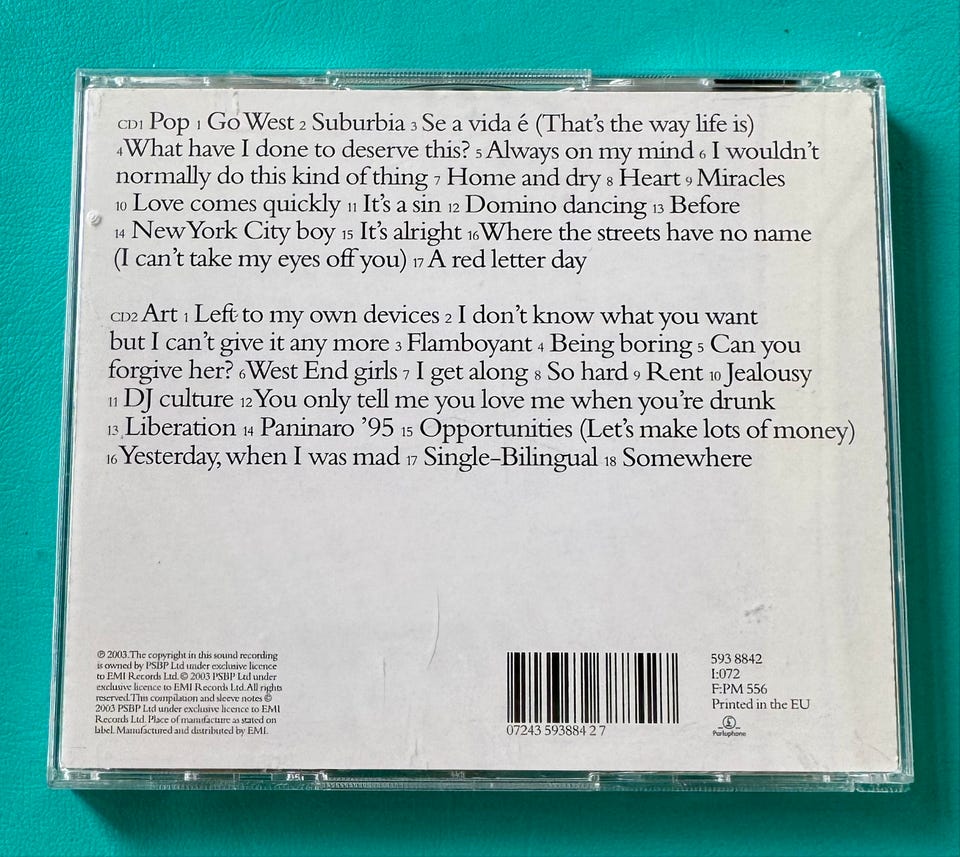 CD1 Pop 1 Go West 2 Suburbia 3 Se a vida é (That's the way life is)
4 What have I done to deserve this? 5 Always on my mind 6 I wouldn't
normally do this kind of thing 7 Home and dry 8 Heart 9 Miracles
10 Love comes quickly 11 It's a sin 12 Domino dancing 13 Before
14 New York City boy 15 It's alright 16 Where the streets have no name
(I can't take my eyes off you) 17 A red letter day
CD2 Art 1 Left to my own devices 2 I don't know what you want
but I can't give it any more 3 Flamboyant 4 Being boring 5 Can you
forgive her? 6 West End girls 7 I get along 8 So hard 9 Rent 10 Jealousy
11 DJ culture 12 You only tell me you love me when you're drunk
13 Liberation 14 Paninaro '95 15 Opportunities (Let's make lots of money)
16 Yesterday, when I was mad 17 Single-Bilingual 18 Somewhere
℗ 2003. The copyright in this sound recording
is owned by PSBP Ltd under exclusive licence
to EMI Records Ltd. © 2003 PSBP Ltd under
exclusive licence to EMI Records Ltd. All rights
reserved. This compilation and sleeve notes ©
2003 PSBP Ltd under exclusive licence to EMI
Records Ltd. Place of manufacture as stated on
label. Manufactured and distributed by EMI.
07243 593884 2 7
593 8842
I:072
F:PM 556
Printed in the EU
Parlophone